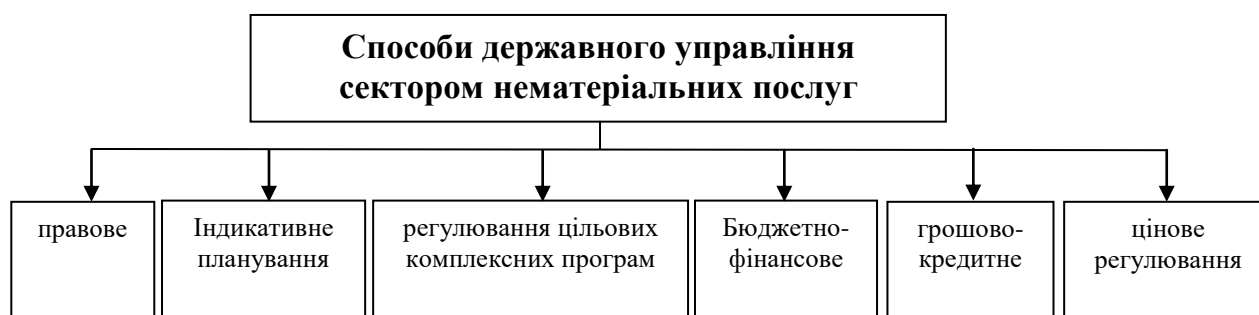 Способи державного управління
сектором нематеріальних послуг
правове
Індикативне
планування
регулювання цільових
комплексних програм
Бюджетно-
фінансове
грошово-
кредитне
цінове
регулювання